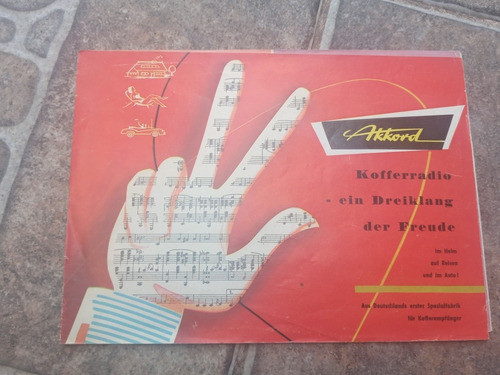 Akkord
Kofferradio
- ein Dreiklang
der Freude
im Heim
auf Reisen
und im Auto!
Aus Deutschlands erster Spezialfabrik
für Kofferempfänger